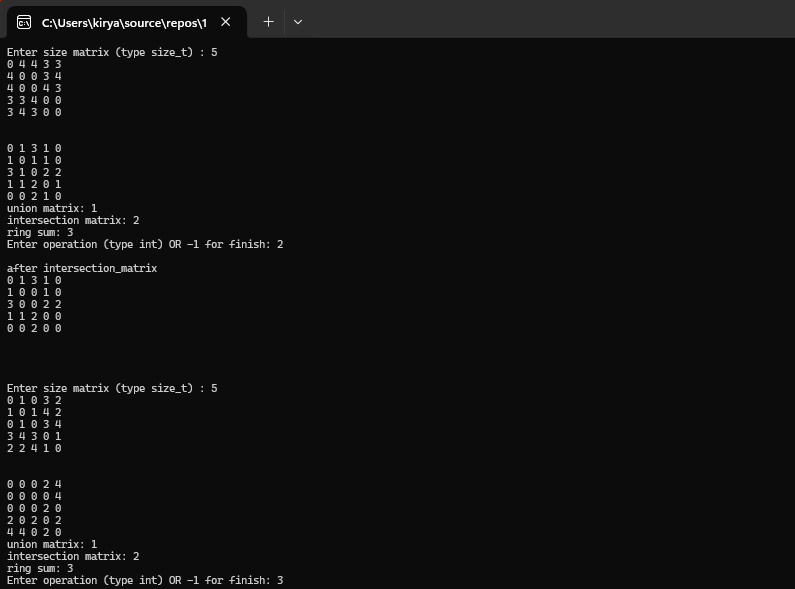 C:\Users\kirya\source\repos\1
Enter size matrix (type size_t) : 5
0 4 4 3 3
4 0 0 3 4
4 0 0 4 3
3 3 4 0 0
3 4 3 0 0
0 1 3 1 0
1 0 1 1 0
3 1 0 2 2
1 1 2 0 1
0 0 2 1 0
union matrix: 1
intersection matrix: 2
ring sum: 3
Enter operation (type int) OR -1 for finish: 2
after intersection_matrix
0 1 3 1 0
1 0 0 1 0
3 0 0 2 2
1 1 2 0 0
0 0 2 0 0
Enter size matrix (type size_t) : 5
0 1 0 3 2
1 0 1 4 2
0 1 0 3 4
3 4 3 0 1
2 2 4 1 0
0 0 0 2 4
0 0 0 0 4
0 0 0 2 0
2 0 2 0 2
4 4 0 2 0
union matrix: 1
intersection matrix: 2
ring sum: 3
Enter operation (type int) OR -1 for finish: 3